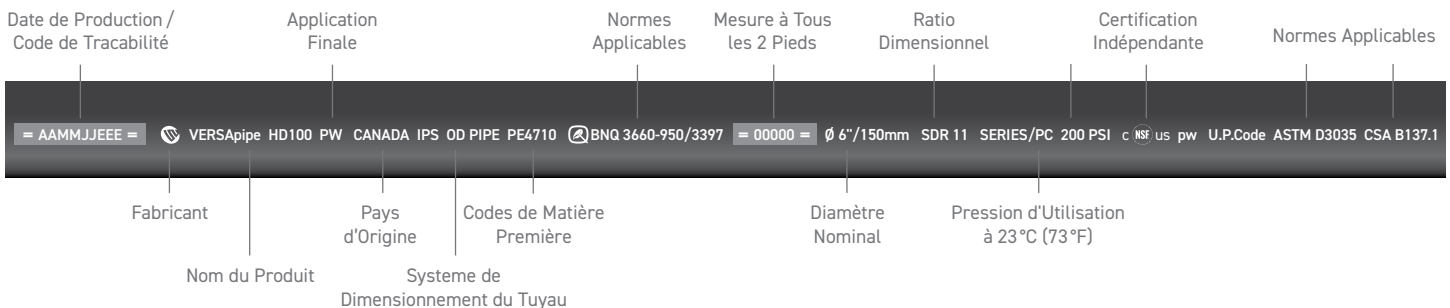 Date de Production /
Code de Tracabilité
Application
Finale
Normes
Applicables
Mesure à Tous
les 2 Pieds
Ratio
Dimensionnel
Certification
Indépendante
Normes Applicables
= AAMMJJEEE = VERSApipe HD100 PW CANADA IPS OD PIPE PE4710 BNQ 3660-950/3397 = 00000 = Ø 6"/150mm SDR 11 SERIES/PC 200 PSI c NSF us pw U.P.Code ASTM D3035 CSA B137.1
Fabricant
Pays
d'Origine
Codes de Matière
Première
Diamètre
Nominal
Pression d'Utilisation
à 23°C (73°F)
Nom du Produit
Systeme de
Dimensionnement du Tuyau